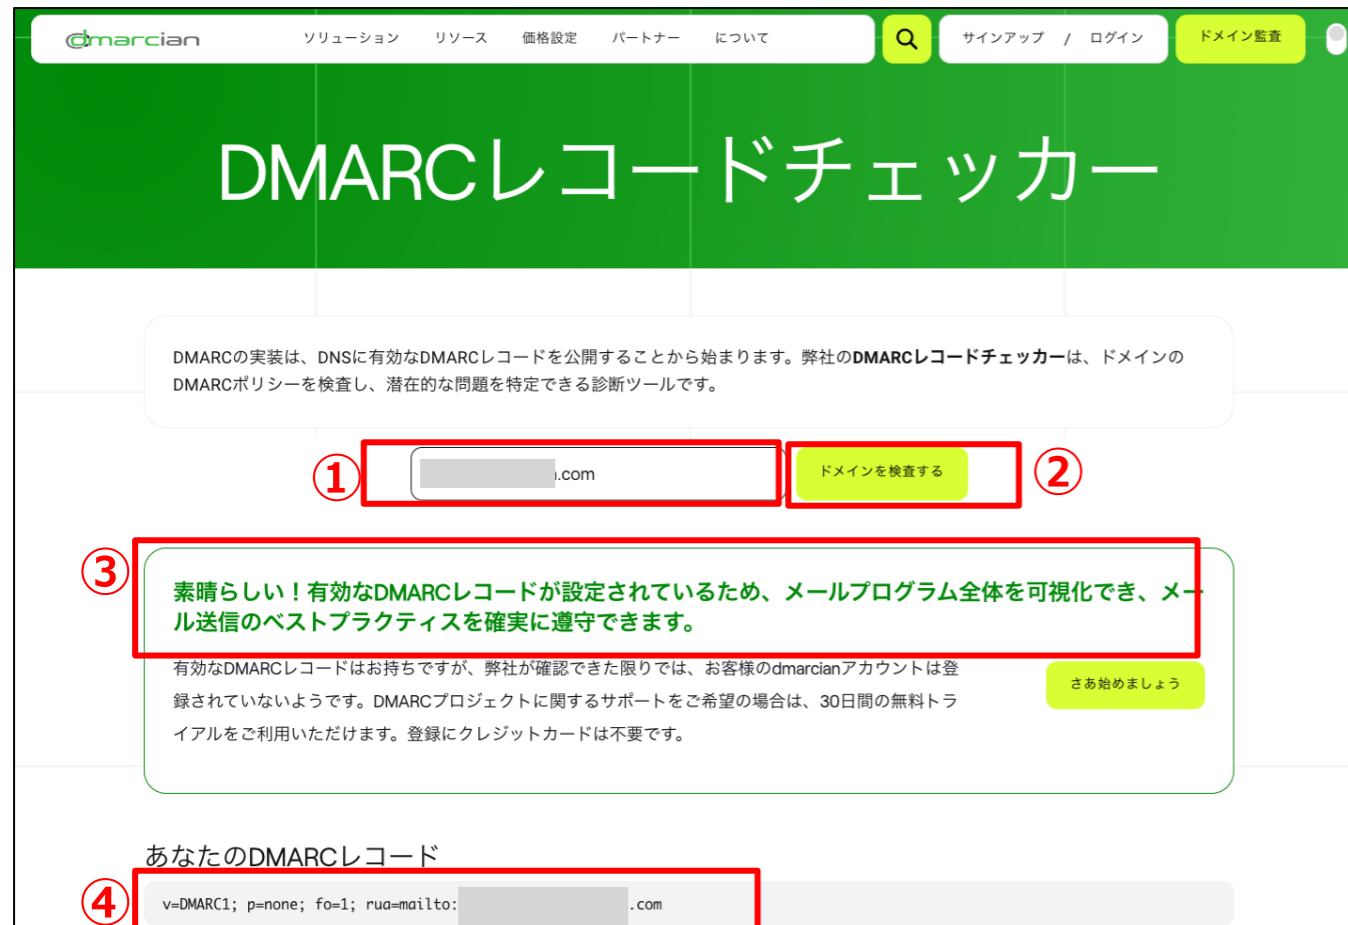 dmarcian ソリューション リソース 価格設定 パートナー について サインアップ / ログイン ドメイン監査
DMARCレコードチェッカー
DMARCの実装は、DNSに有効なDMARCレコードを公開することから始まります。弊社のDMARCレコードチェッカーは、ドメインの
DMARCポリシーを検査し、潜在的な問題を特定できる診断ツールです。
① .com ドメインを検査する ②
③
素晴らしい！有効なDMARCレコードが設定されているため、メールプログラム全体を可視化でき、メー
ル送信のベストプラクティスを確実に遵守できます。
有効なDMARCレコードはお持ちですが、弊社が確認できた限りでは、お客様のdmarcianアカウントは登
録されていないようです。DMARCプロジェクトに関するサポートをご希望の場合は、30日間の無料トラ
イアルをご利用いただけます。登録にクレジットカードは不要です。
さあ始めましょう
あなたのDMARCレコード
④ v=DMARC1; p=none; fo=1; rua=mailto: .com